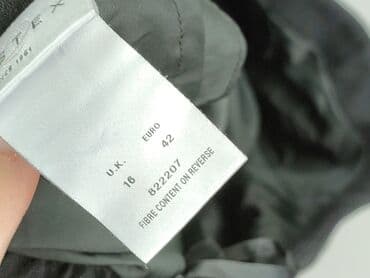 U.K. EURO
16 42
822207
FIBRE CONTENT ON REVERSE